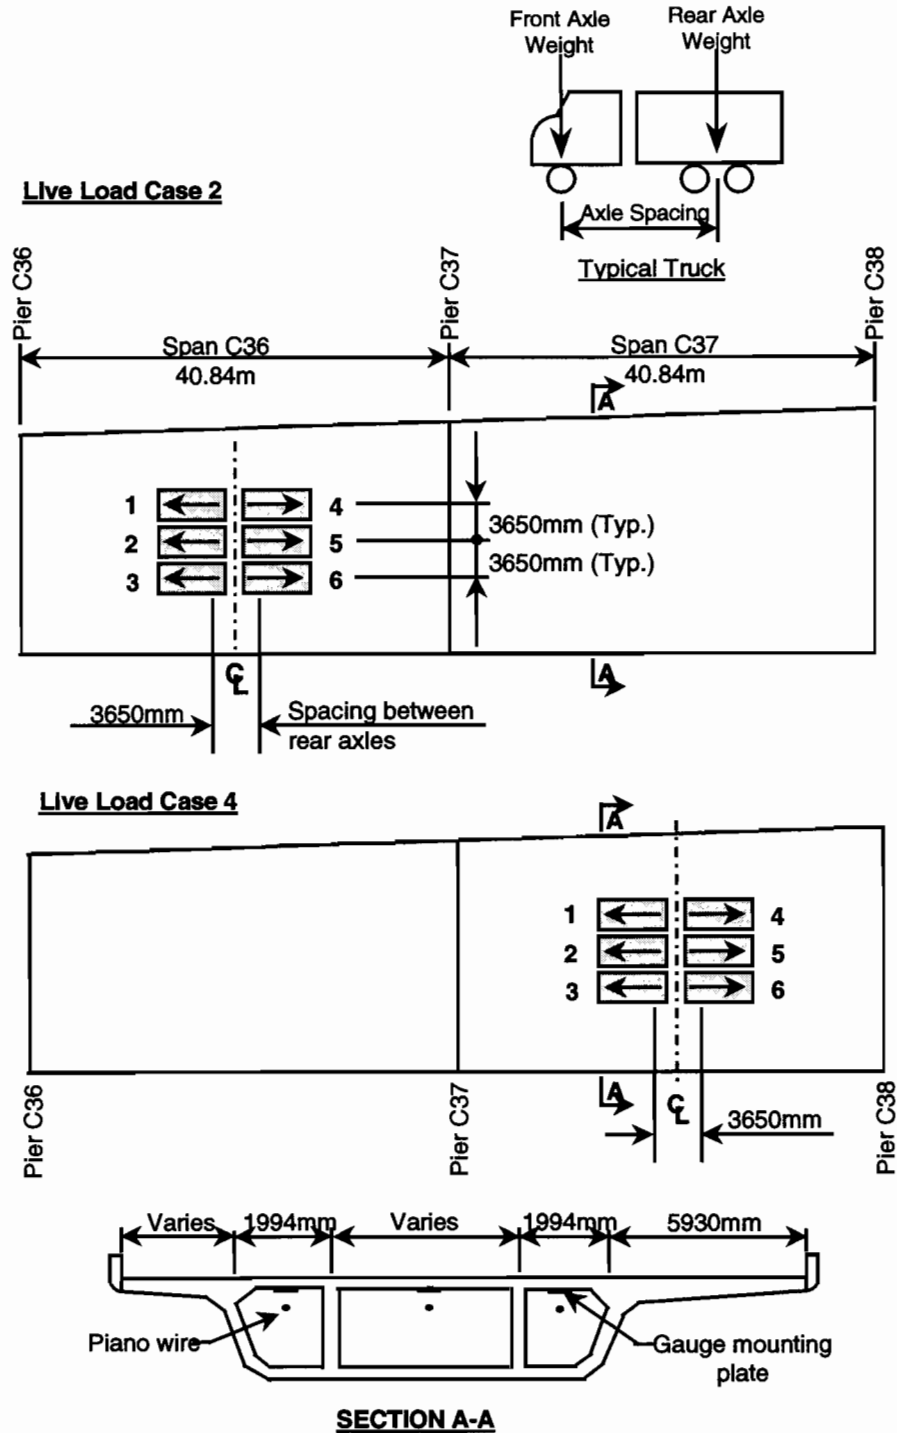 Front Axle
Weight
Rear Axle
Weight
Axle Spacing
Typical Truck
Live Load Case 2
Pier C36
Pier C37
Pier C38
Span C36
40.84m
Span C37
40.84m
A
1
4
2
5
3
6
3650mm (Typ.)
3650mm (Typ.)
A
CL
3650mm
Spacing between
rear axles
Live Load Case 4
A
1
4
2
5
3
6
A
CL
3650mm
Pier C36
Pier C37
Pier C38
Varies
1994mm
Varies
1994mm
5930mm
Piano wire
Gauge mounting
plate
SECTION A-A